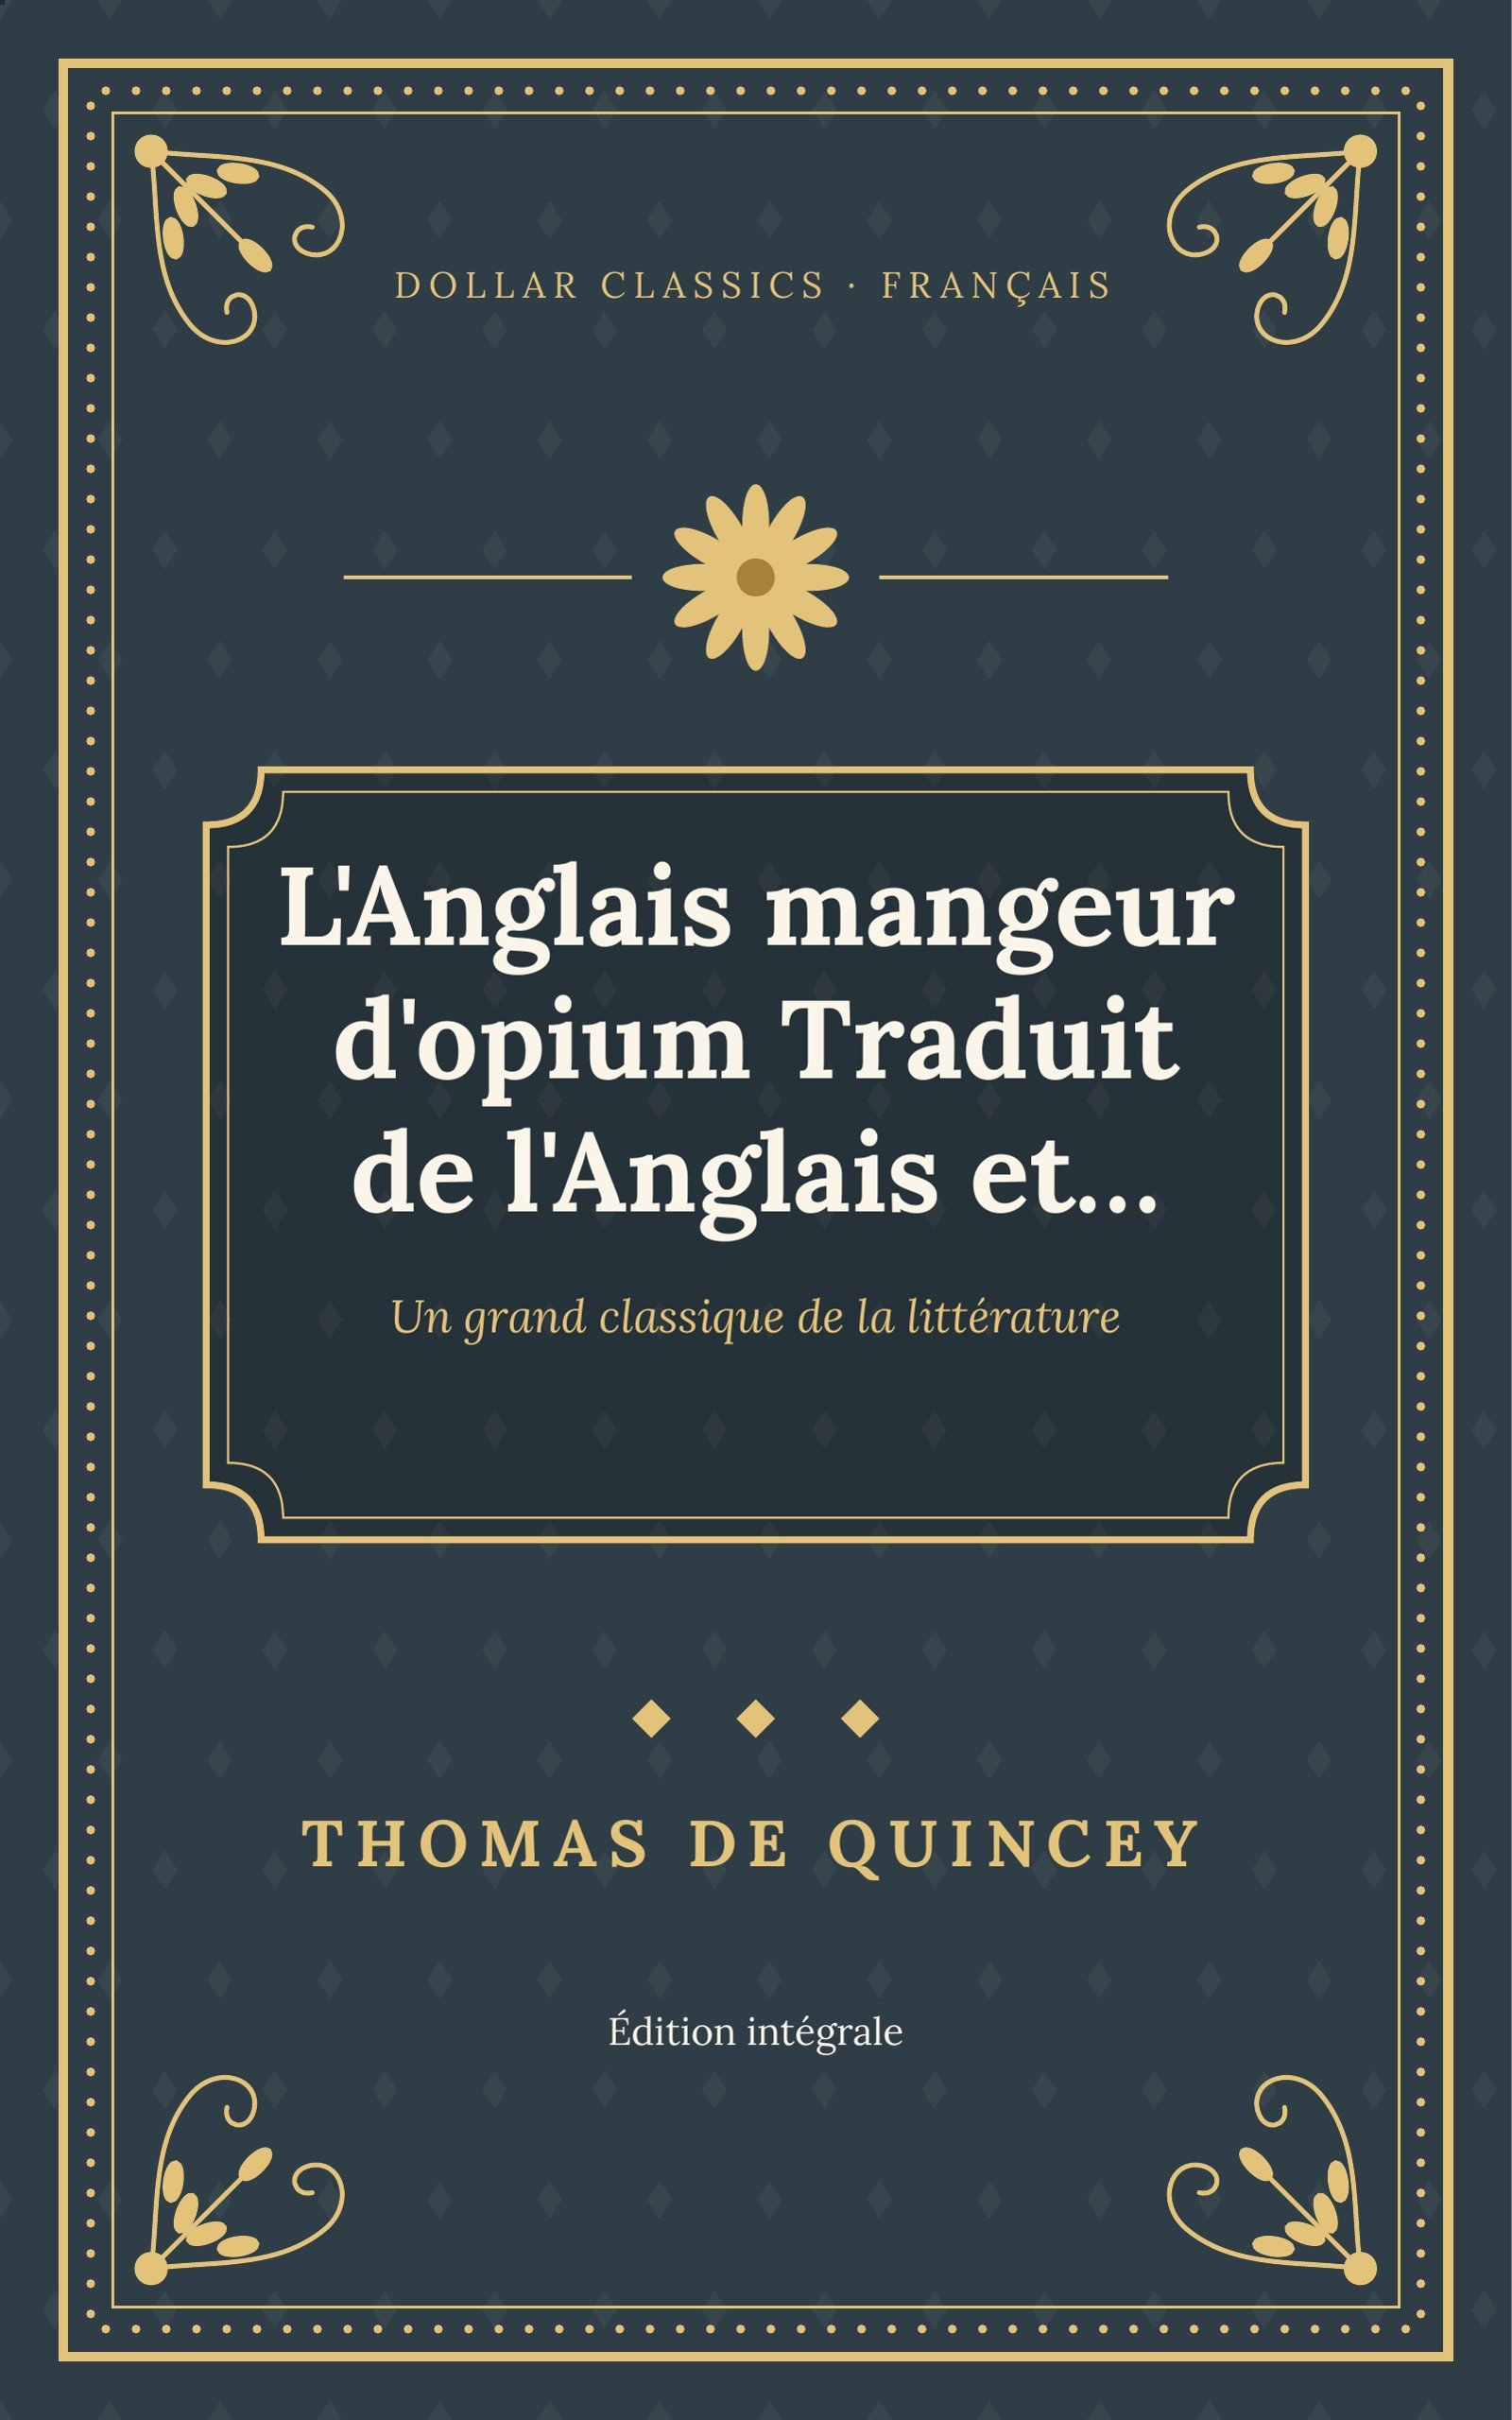 DOLLAR CLASSICS · FRANÇAIS
L'Anglais mangeur
d'opium Traduit
de l'Anglais et...
Un grand classique de la littérature
THOMAS DE QUINCEY
Édition intégrale